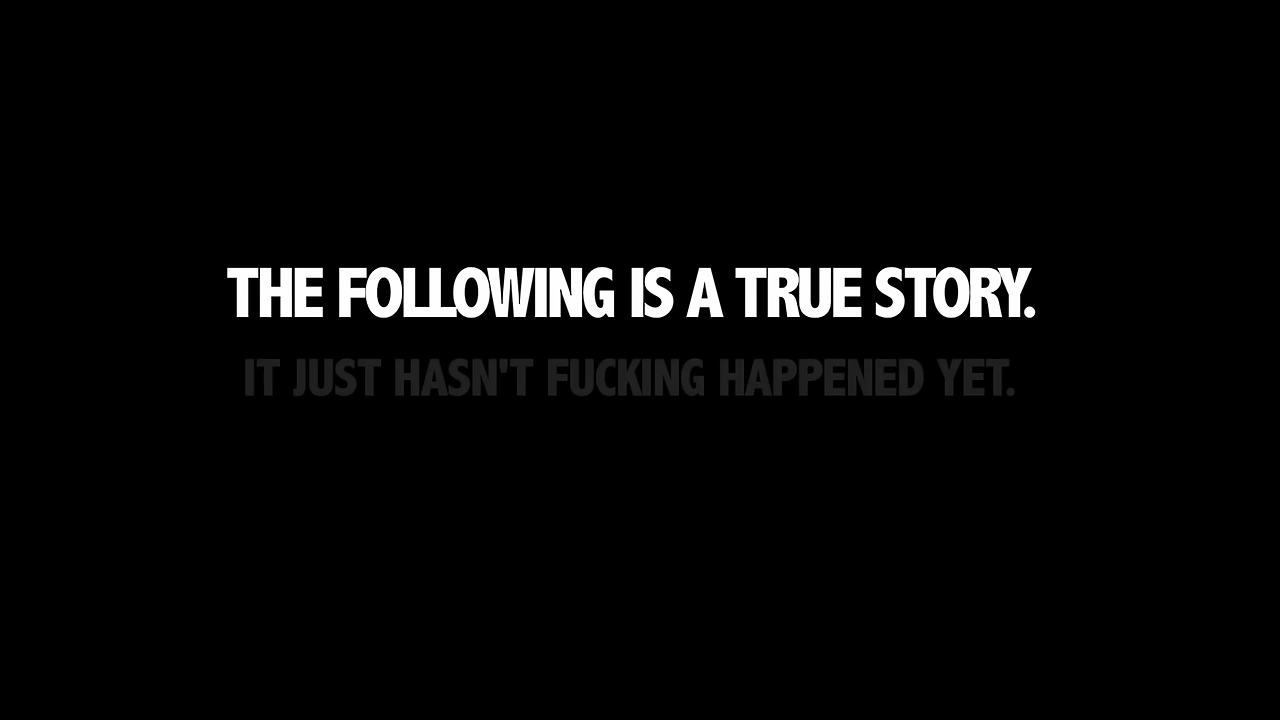 THE FOLLOWING IS A TRUE STORY.
IT JUST HASN'T FUCKING HAPPENED YET.